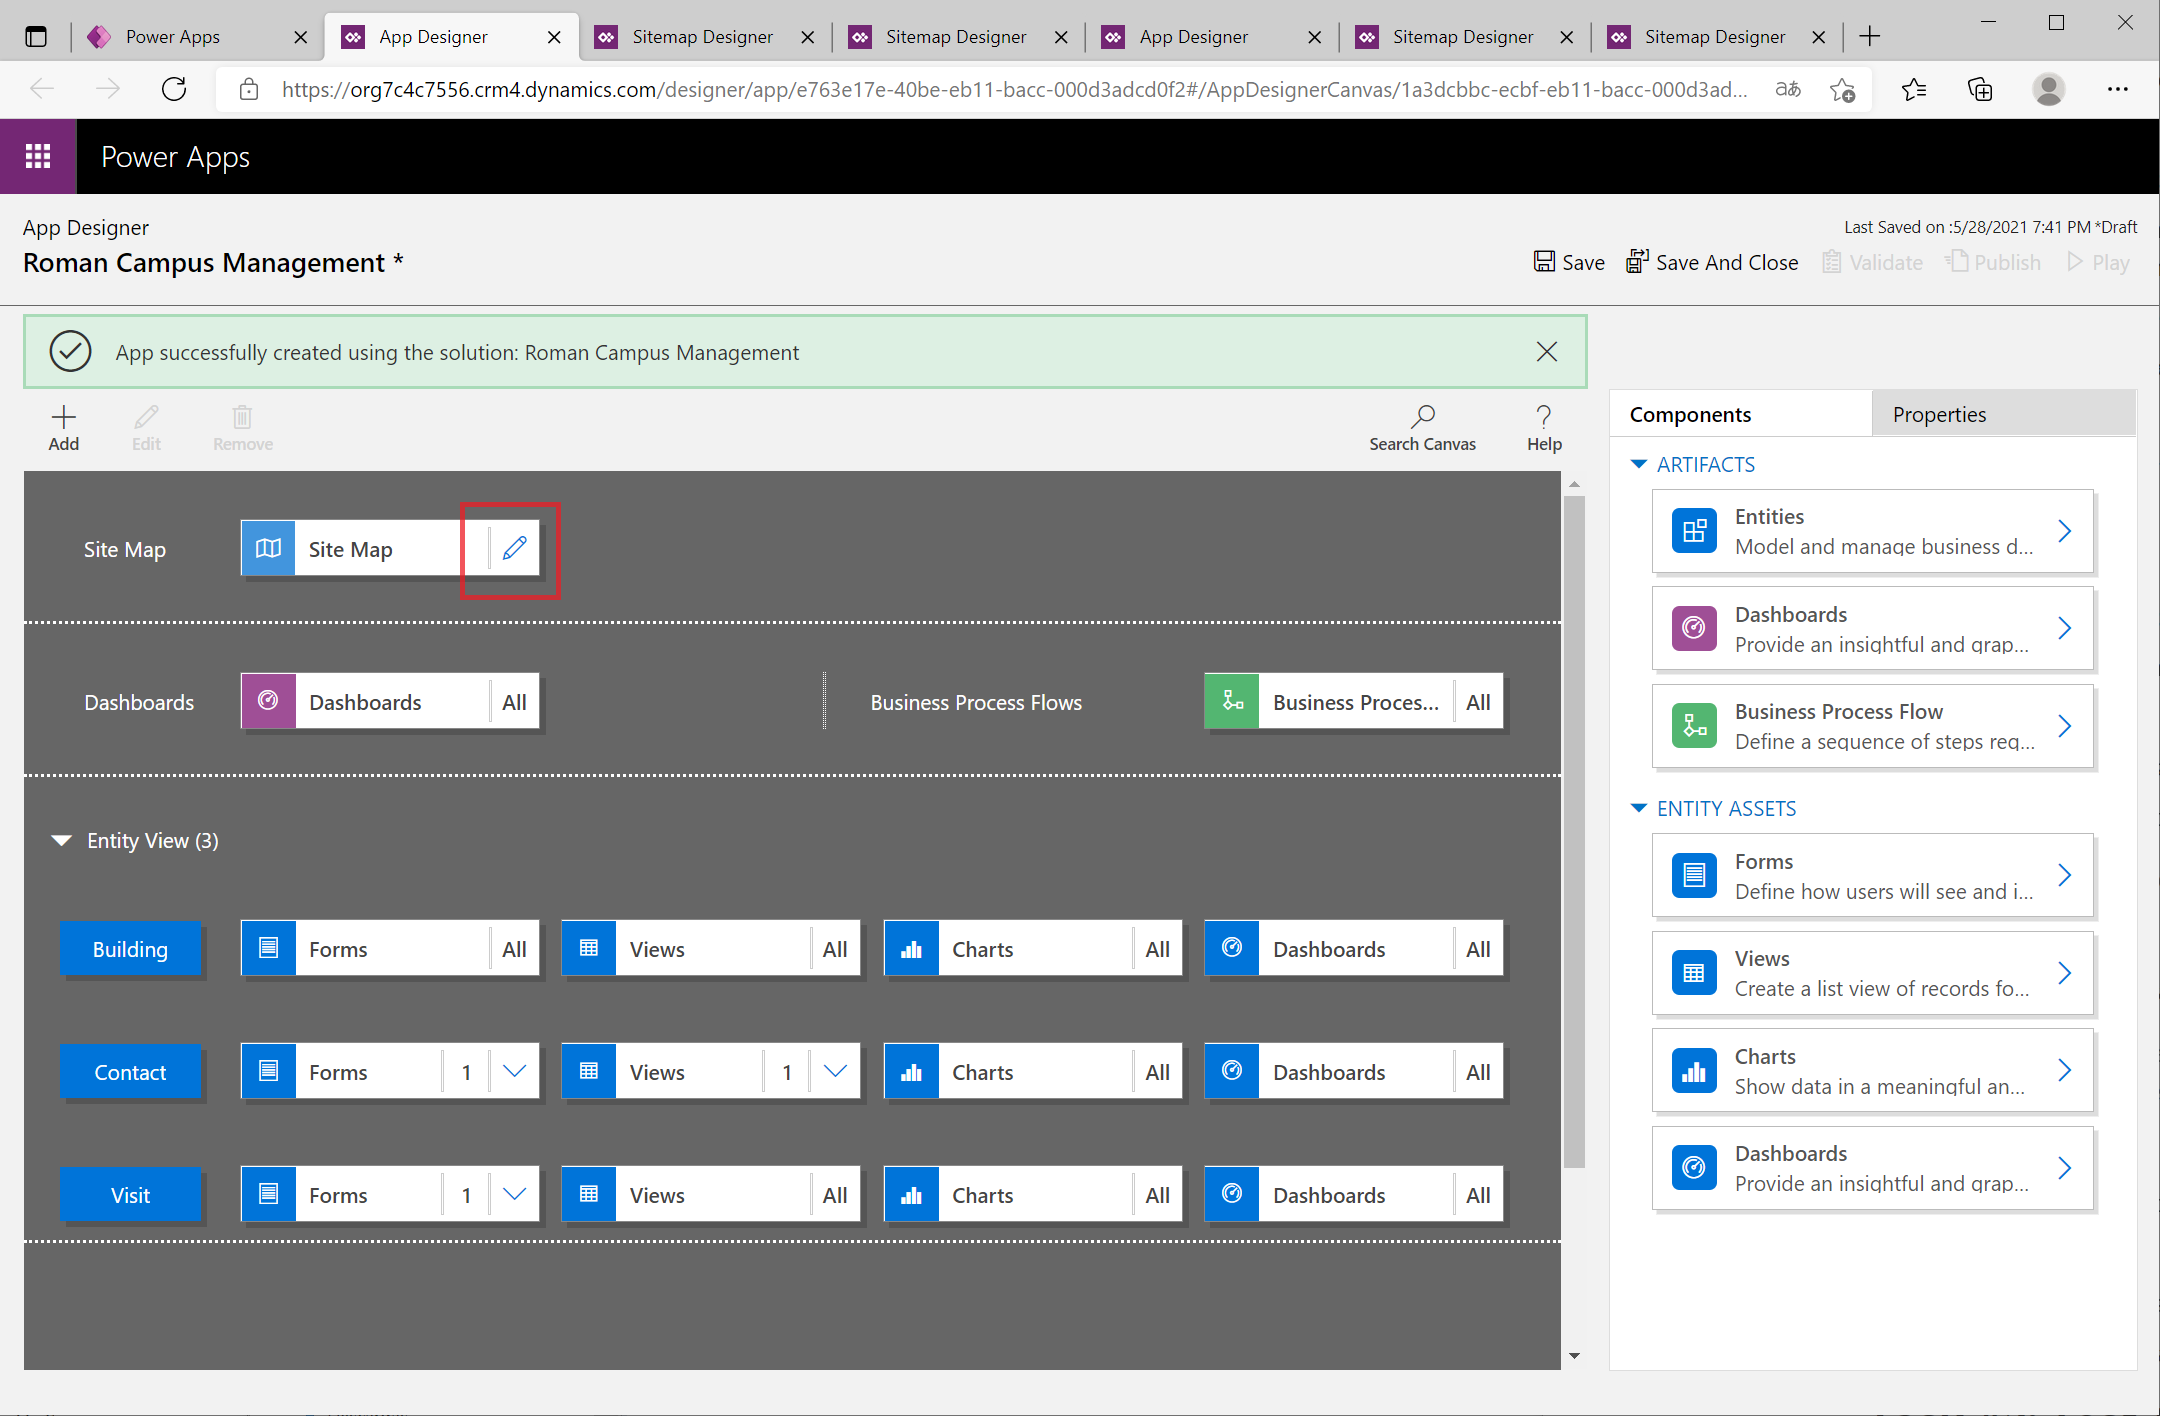 Power Apps
App Designer
Sitemap Designer
Sitemap Designer
App Designer
Sitemap Designer
Sitemap Designer
https://org7c4c7556.crm4.dynamics.com/designer/app/e763e17e-40be-eb11-bacc-000d3adcd0f2#/AppDesignerCanvas/1a3dcbbc-ecbf-eb11-bacc-000d3ad...
Power Apps
App Designer
Last Saved on :5/28/2021 7:41 PM *Draft
Roman Campus Management *
Save
Save And Close
Validate
Publish
Play
App successfully created using the solution: Roman Campus Management
Add
Edit
Remove
Search Canvas
Help
Site Map
Site Map
Dashboards
Dashboards
All
Business Process Flows
Business Proces...
All
Entity View (3)
Building
Forms
All
Views
All
Charts
All
Dashboards
All
Contact
Forms
1
Views
1
Charts
All
Dashboards
All
Visit
Forms
1
Views
All
Charts
All
Dashboards
All
Components
Properties
ARTIFACTS
Entities
Model and manage business d...
Dashboards
Provide an insightful and grap...
Business Process Flow
Define a sequence of steps req...
ENTITY ASSETS
Forms
Define how users will see and i...
Views
Create a list view of records fo...
Charts
Show data in a meaningful an...
Dashboards
Provide an insightful and grap...